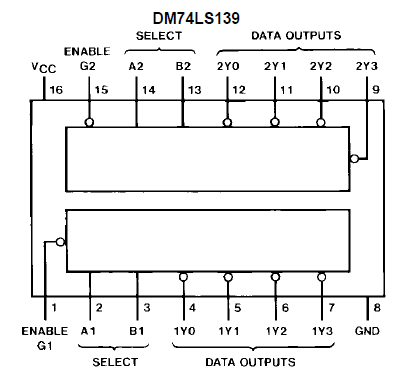 DM74LS139
ENABLE SELECT DATA OUTPUTS
VCC G2 A2 B2 2Y0 2Y1 2Y2 2Y3
16 15 14 13 12 11 10 9
1 2 3 4 5 6 7 8
ENABLE A1 B1 1Y0 1Y1 1Y2 1Y3 GND
G1
SELECT DATA OUTPUTS